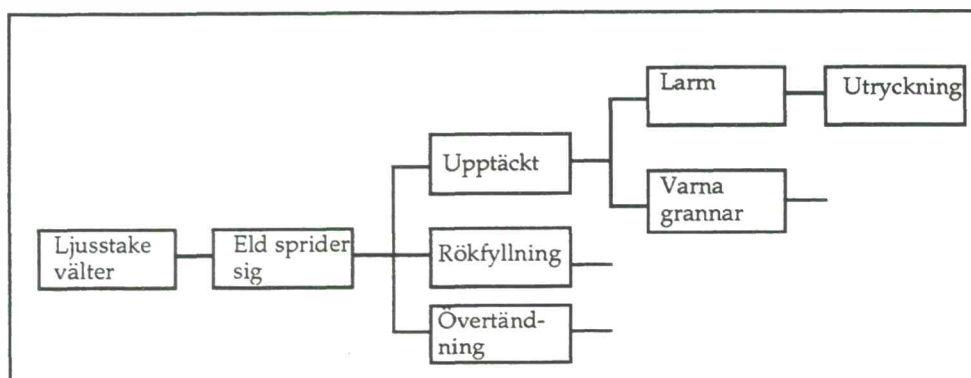 Larm
Utryckning
Upptäckt
Varna
grannar
Ljusstake
välter
Eld sprider
sig
Rökfyllning
Övertänd-
ning